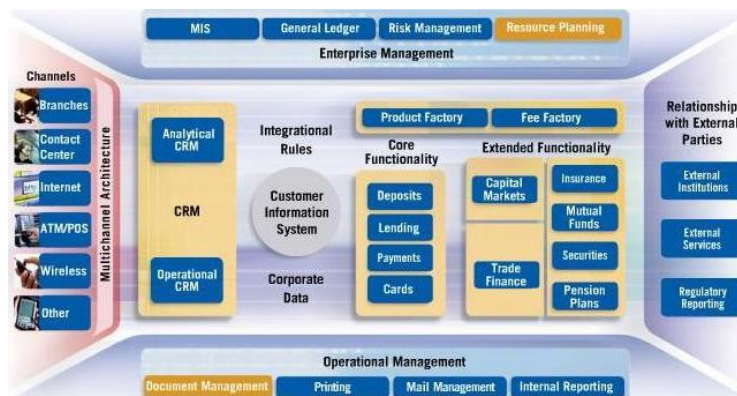 MIS
General Ledger
Risk Management
Resource Planning
Enterprise Management
Channels
Branches
Contact
Center
Internet
ATM/POS
Wireless
Other
Multichannel Architecture
Analytical
CRM
CRM
Operational
CRM
Integrational
Rules
Customer
Information
System
Corporate
Data
Product Factory
Fee Factory
Core
Functionality
Deposits
Lending
Payments
Cards
Extended Functionality
Capital
Markets
Trade
Finance
Insurance
Mutual
Funds
Securities
Pension
Plans
Relationship
with External
Parties
External
Institutions
External
Services
Regulatory
Reporting
Operational Management
Document Management
Printing
Mail Management
Internal Reporting